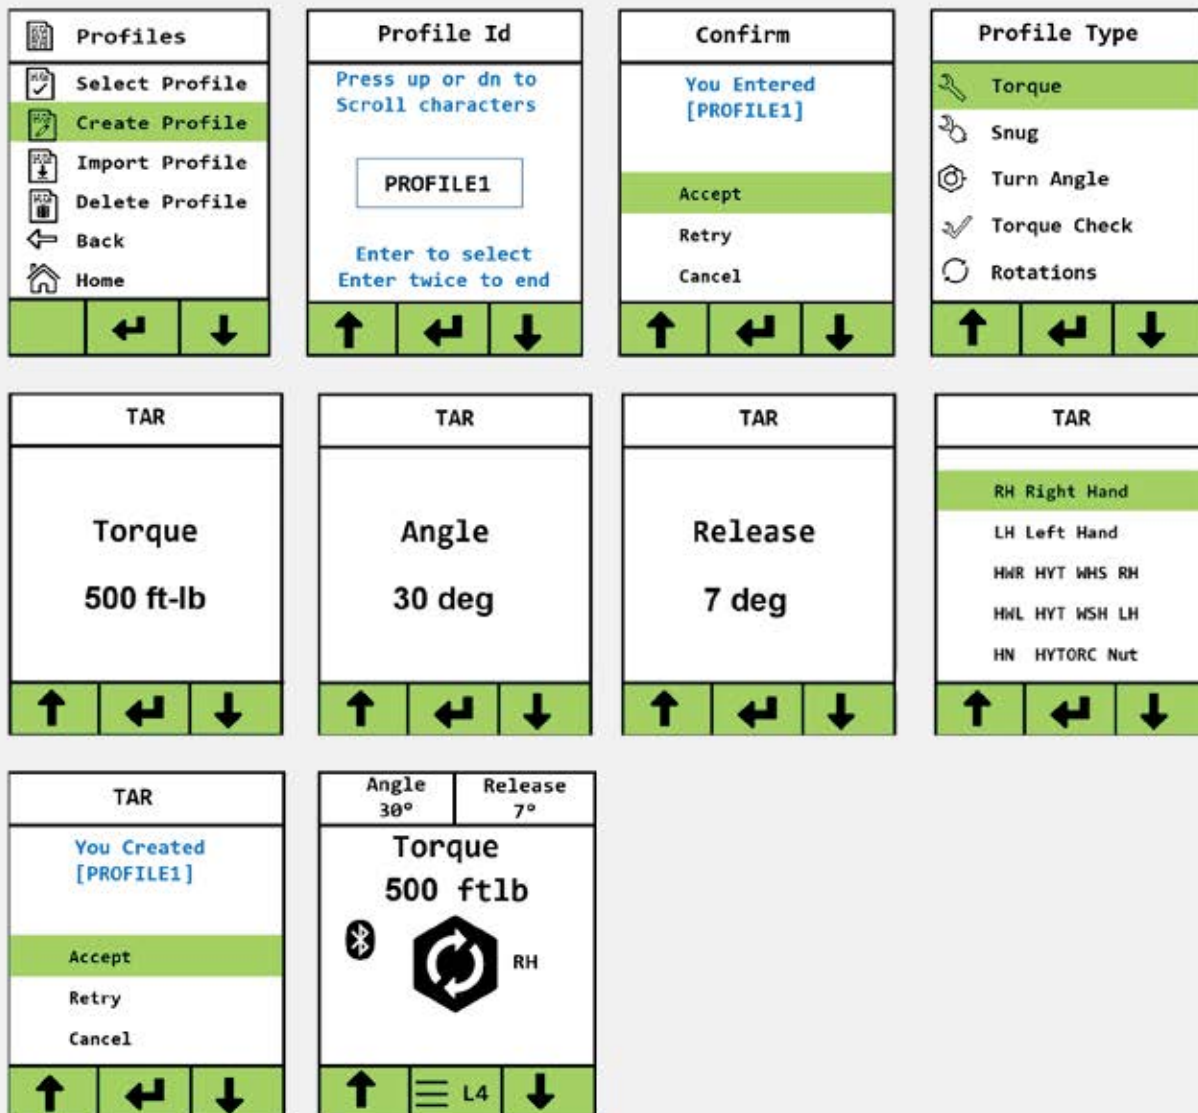 Profiles
Select Profile
Create Profile
Import Profile
Delete Profile
Back
Home
Profile Id
Press up or dn to
Scroll characters
PROFILE1
Enter to select
Enter twice to end
Confirm
You Entered
[PROFILE1]
Accept
Retry
Cancel
Profile Type
Torque
Snug
Turn Angle
Torque Check
Rotations
TAR
Torque
500 ft-lb
TAR
Angle
30 deg
TAR
Release
7 deg
TAR
RH Right Hand
LH Left Hand
HWR HYT WHS RH
HWL HYT WSH LH
HN HYTORC Nut
TAR
You Created
[PROFILE1]
Accept
Retry
Cancel
Angle
30°
Release
7°
Torque
500 ftlb
RH
L4